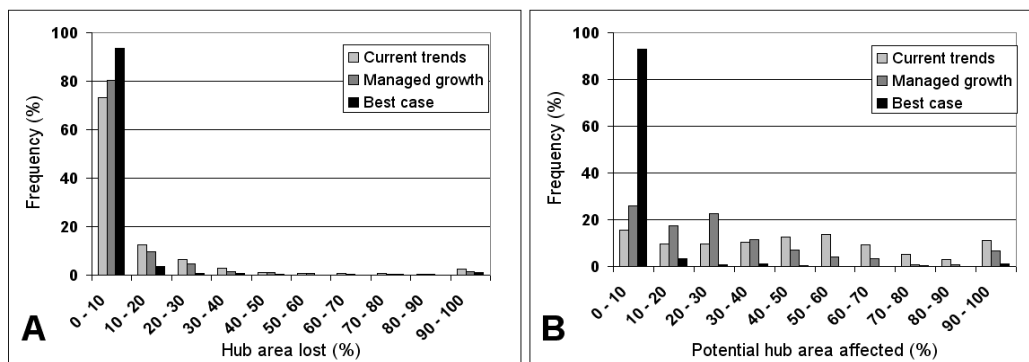 100
80
60
40
20
0
Frequency (%)
Current trends
Managed growth
Best case
0 - 10
10 - 20
20 - 30
30 - 40
40 - 50
50 - 60
60 - 70
70 - 80
80 - 90
90 - 100
A
Hub area lost (%)
100
80
60
40
20
0
Frequency (%)
Current trends
Managed growth
Best case
0 - 10
10 - 20
20 - 30
30 - 40
40 - 50
50 - 60
60 - 70
70 - 80
80 - 90
90 - 100
B
Potential hub area affected (%)